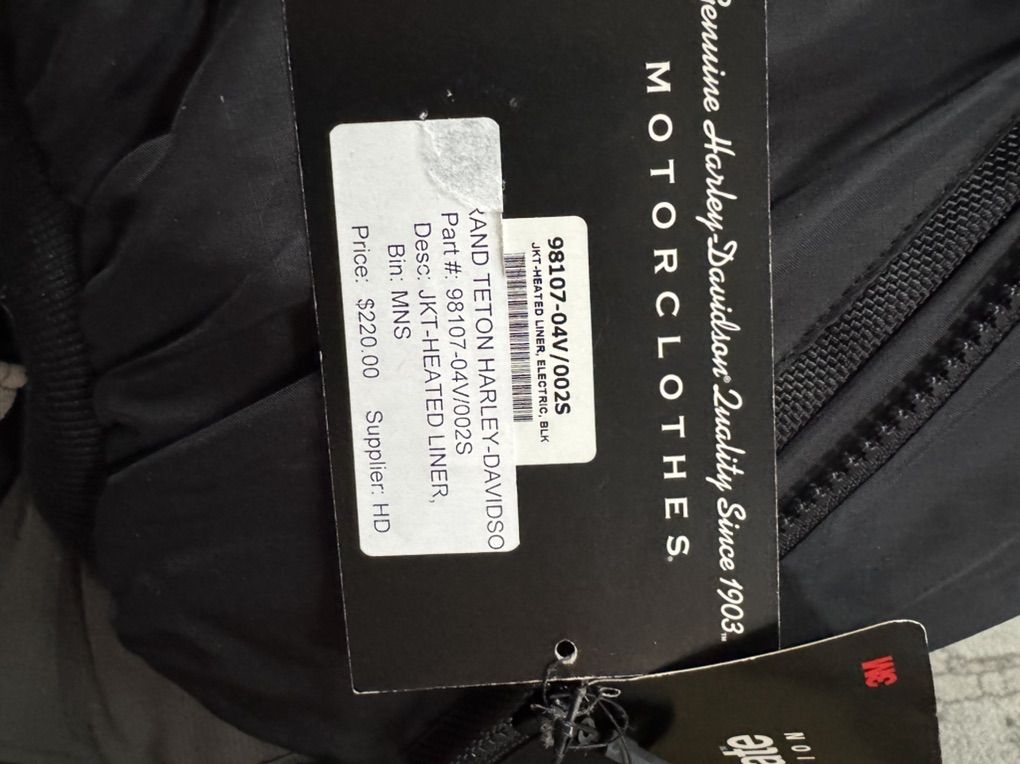 Genuine Harley-Davidson® Quality Since 1903™
MOTORCLOTHES®
98107-04V/002S
JKT-HEATED LINER, ELECTRIC, BLK
RAND TETON HARLEY-DAVIDSO
Part #: 98107-04V/002S
Desc: JKT-HEATED LINER,
Bin: MNS
Price: $220.00 Supplier: HD
3M